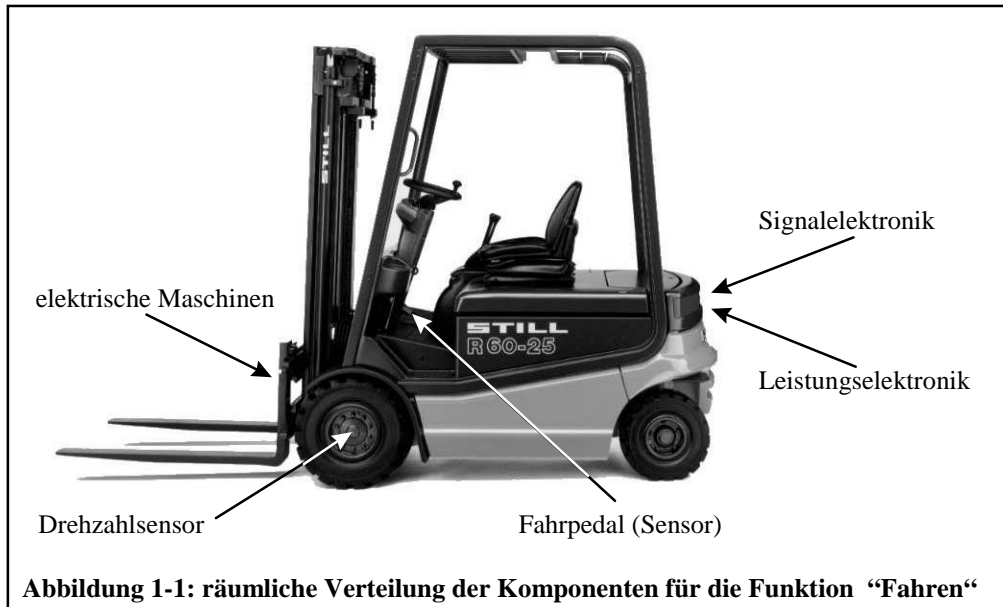 STILL
Signalelektronik
elektrische Maschinen
STILL
R 60-25
Leistungselektronik
Drehzahlsensor
Fahrpedal (Sensor)
Abbildung 1-1: räumliche Verteilung der Komponenten für die Funktion “Fahren“